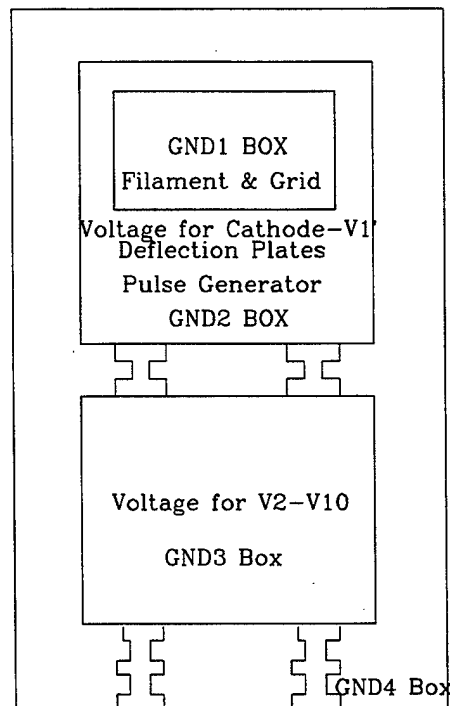 GND1 BOX
Filament & Grid
Voltage for Cathode-V1'
Deflection Plates
Pulse Generator
GND2 BOX
Voltage for V2-V10
GND3 Box
GND4 Box